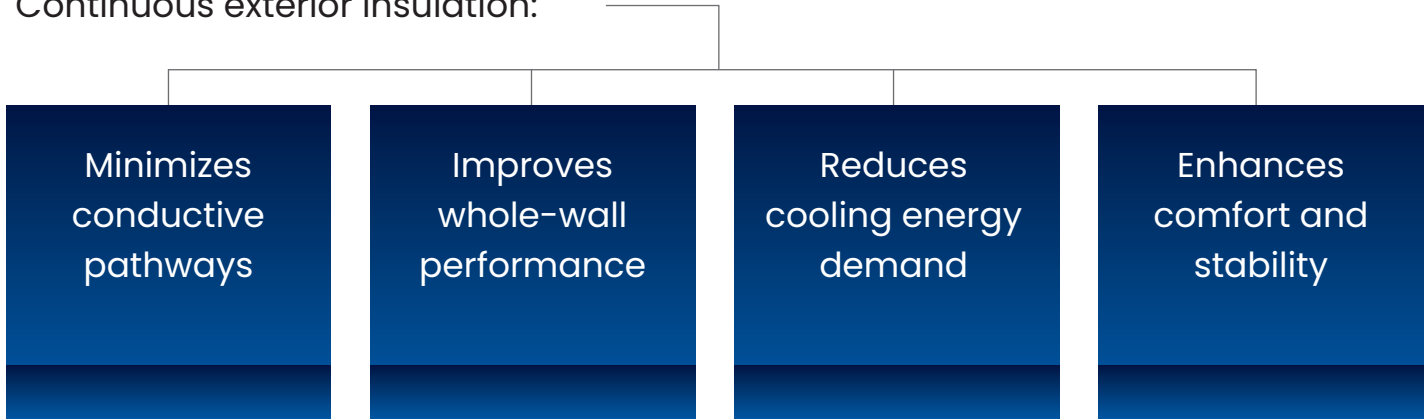 Continuous exterior insulation:
Minimizes
conductive
pathways
Improves
whole-wall
performance
Reduces
cooling energy
demand
Enhances
comfort and
stability